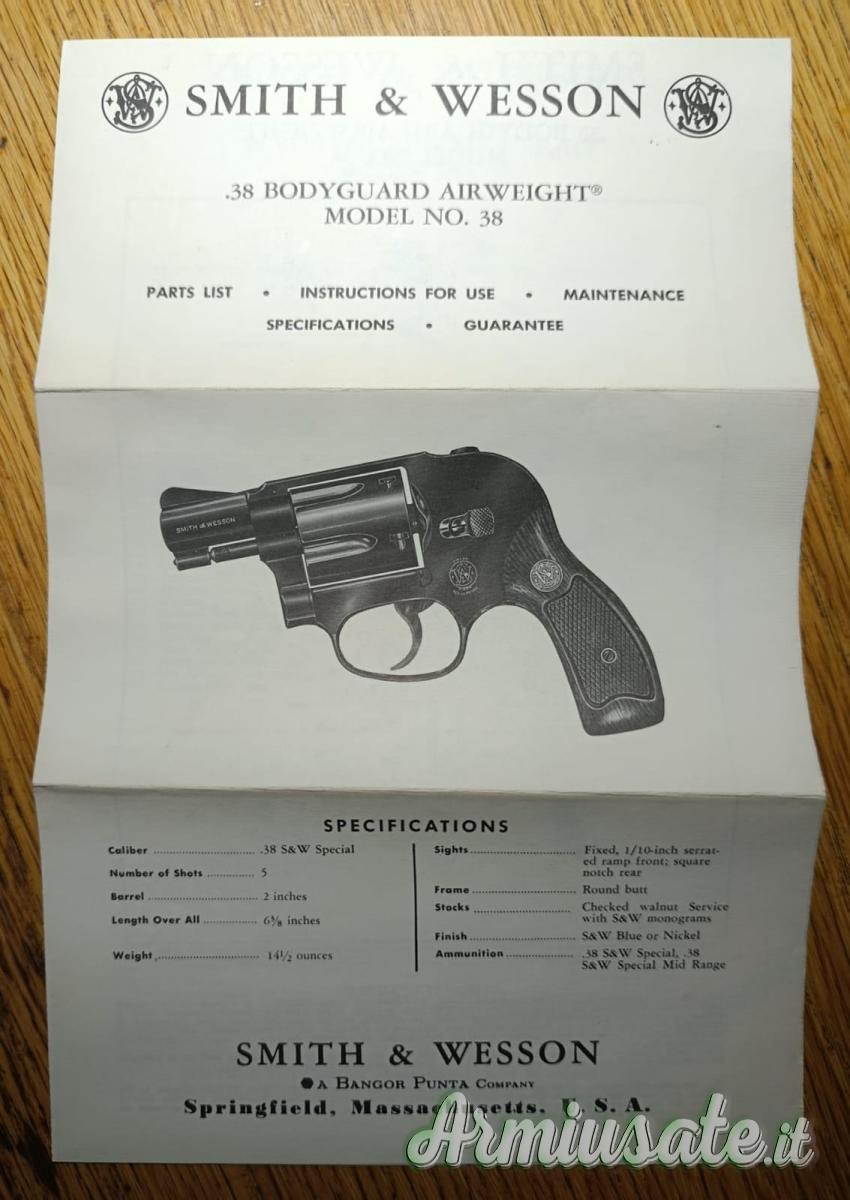 SMITH & WESSON
.38 BODYGUARD AIRWEIGHT®
MODEL NO. 38
PARTS LIST • INSTRUCTIONS FOR USE • MAINTENANCE
SPECIFICATIONS • GUARANTEE
SMITH & WESSON
SPECIFICATIONS
Caliber .......................... .38 S&W Special
Number of Shots ............ 5
Barrel ............................ 2 inches
Length Over All .............. 6⅜ inches
Weight .......................... 14½ ounces
Sights .......................... Fixed, 1/10-inch serrat-
ed ramp front; square
notch rear
Frame .......................... Round butt
Stocks .......................... Checked walnut Service
with S&W monograms
Finish .......................... S&W Blue or Nickel
Ammunition ................ .38 S&W Special, .38
S&W Special Mid Range
SMITH & WESSON
A BANGOR PUNTA COMPANY
Springfield, Massachusetts, U. S. A.
Armiusate.it